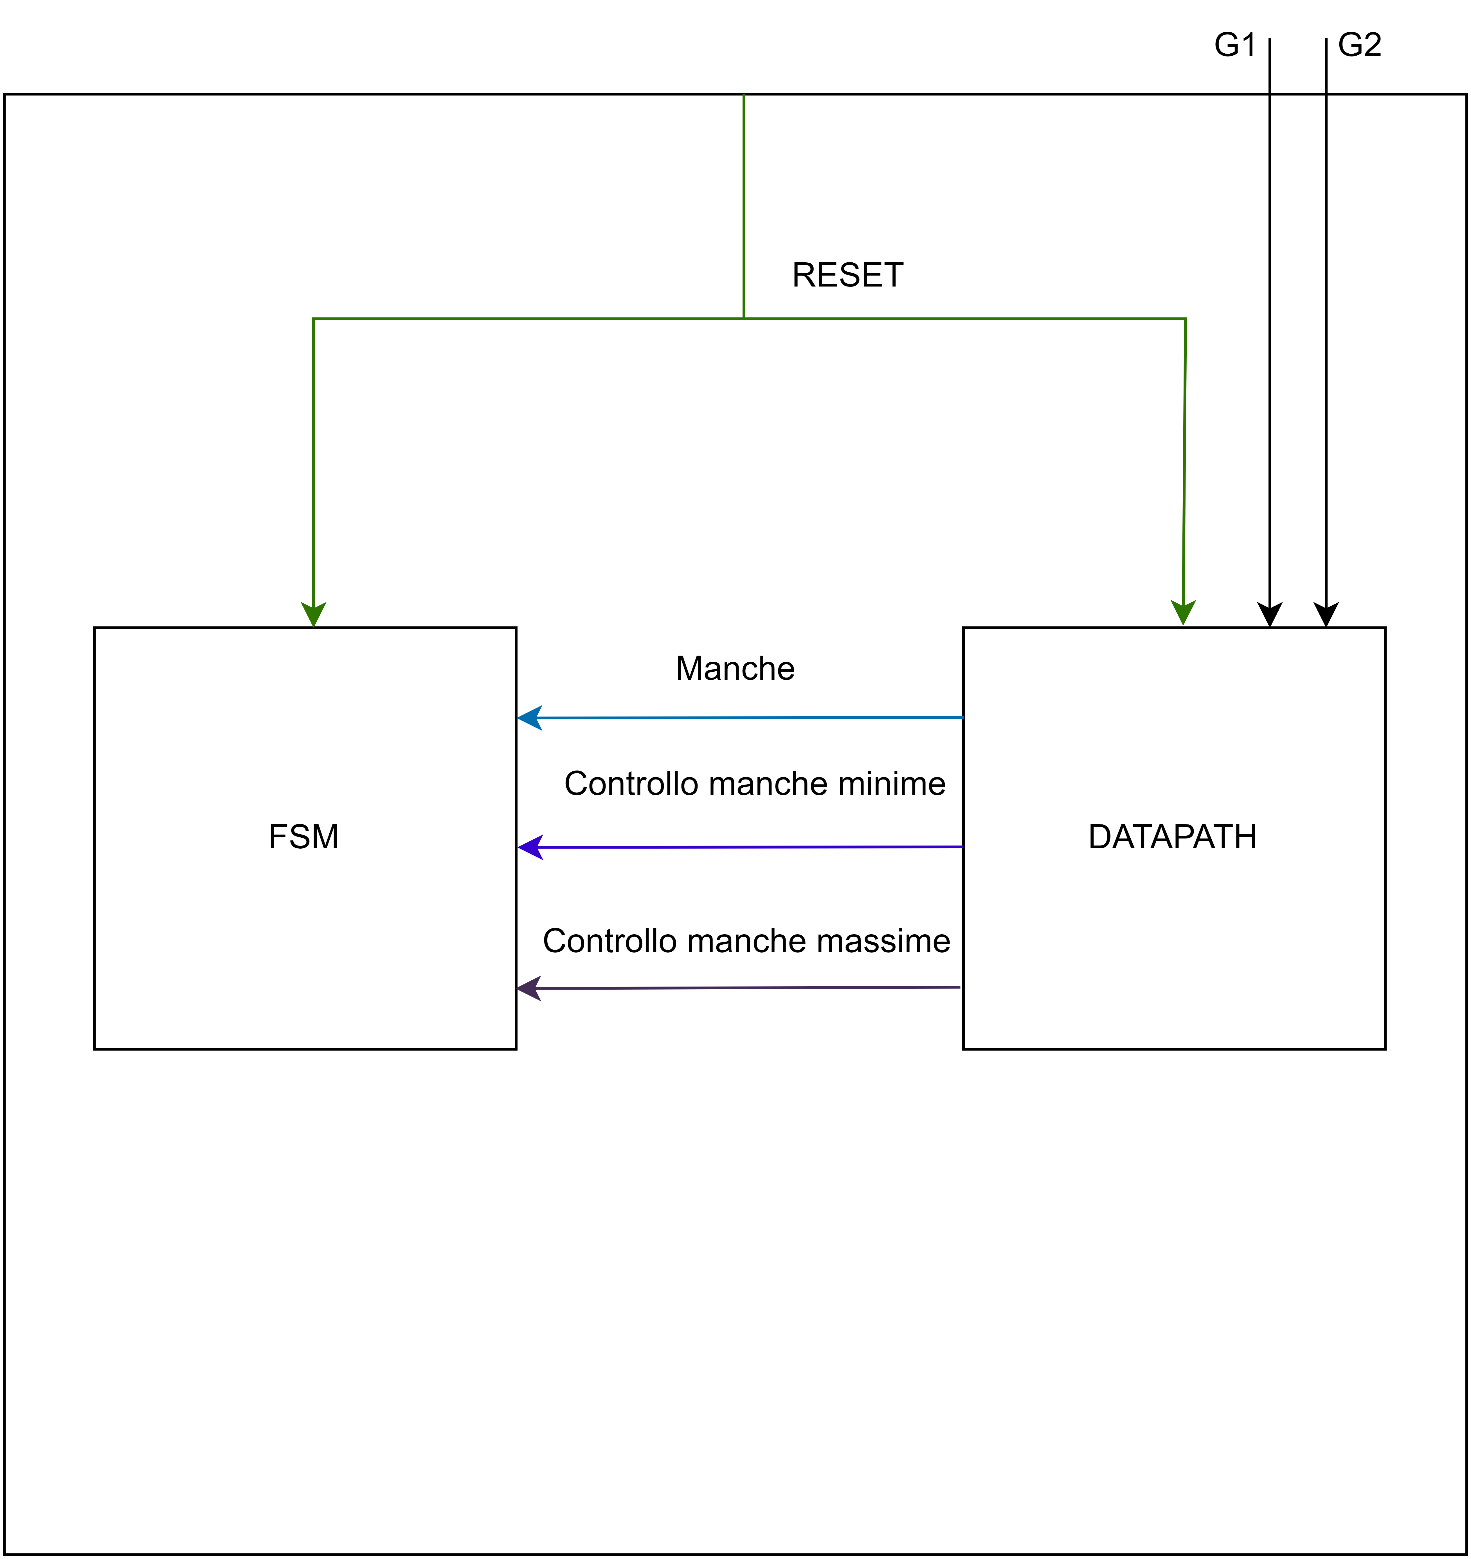 G1
G2
RESET
Manche
Controllo manche minime
FSM
DATAPATH
Controllo manche massime